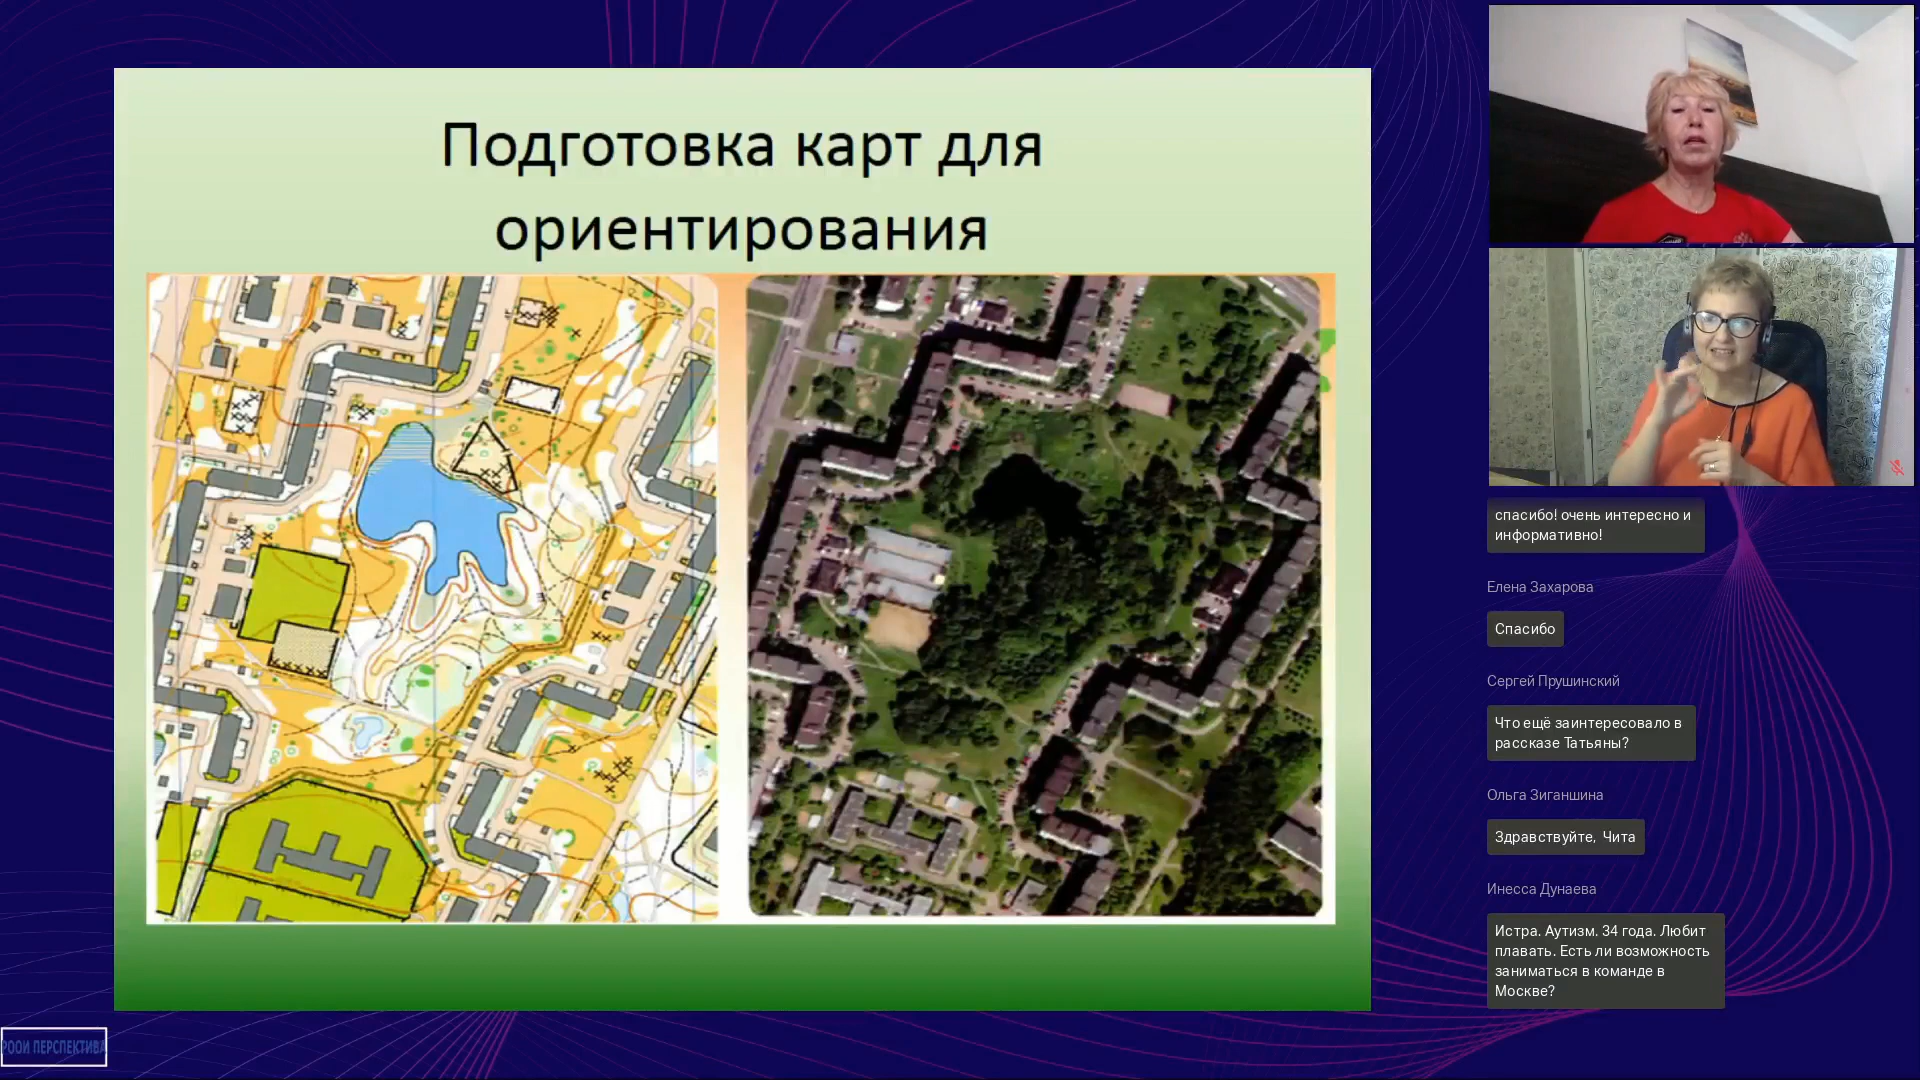 Подготовка карт для
ориентирования
спасибо! очень интересно и
информативно!
Елена Захарова
Спасибо
Сергей Прушинский
Что ещё заинтересовало в
рассказе Татьяны?
Ольга Зиганшина
Здравствуйте, Чита
Инесса Дунаева
Истра. Аутизм. 34 года. Любит
плавать. Есть ли возможность
заниматься в команде в
Москве?
РООИ ПЕРСПЕКТИВА